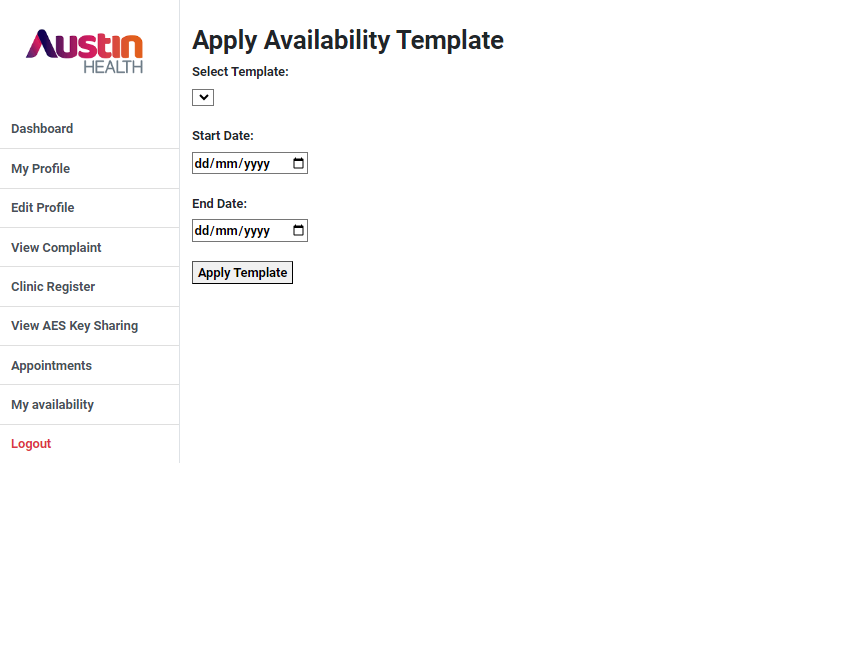 Austin
HEALTH
Dashboard
My Profile
Edit Profile
View Complaint
Clinic Register
View AES Key Sharing
Appointments
My availability
Logout
Apply Availability Template
Select Template:
Start Date:
dd/mm/yyyy
End Date:
dd/mm/yyyy
Apply Template